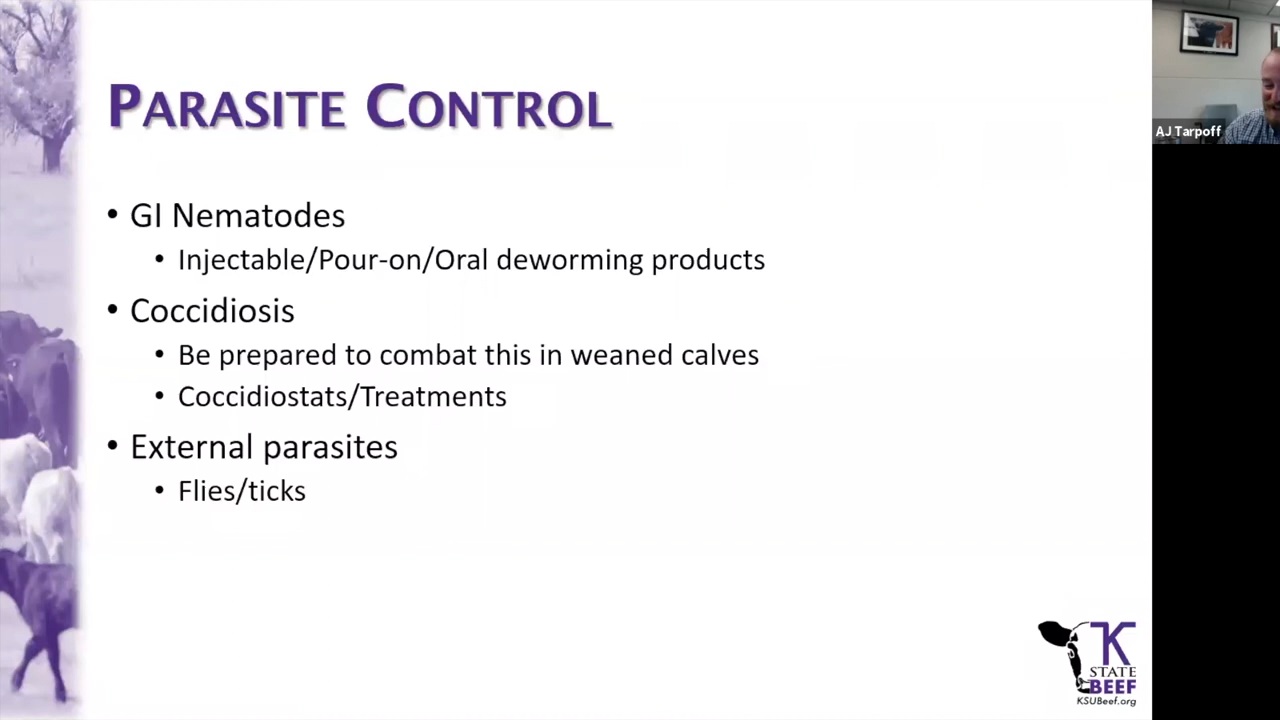 PARASITE CONTROL
• GI Nematodes
• Injectable/Pour-on/Oral deworming products
• Coccidiosis
• Be prepared to combat this in weaned calves
• Coccidiostats/Treatments
• External parasites
• Flies/ticks
AJ Tarpoff
K
STATE
BEEF
KSUBeef.org